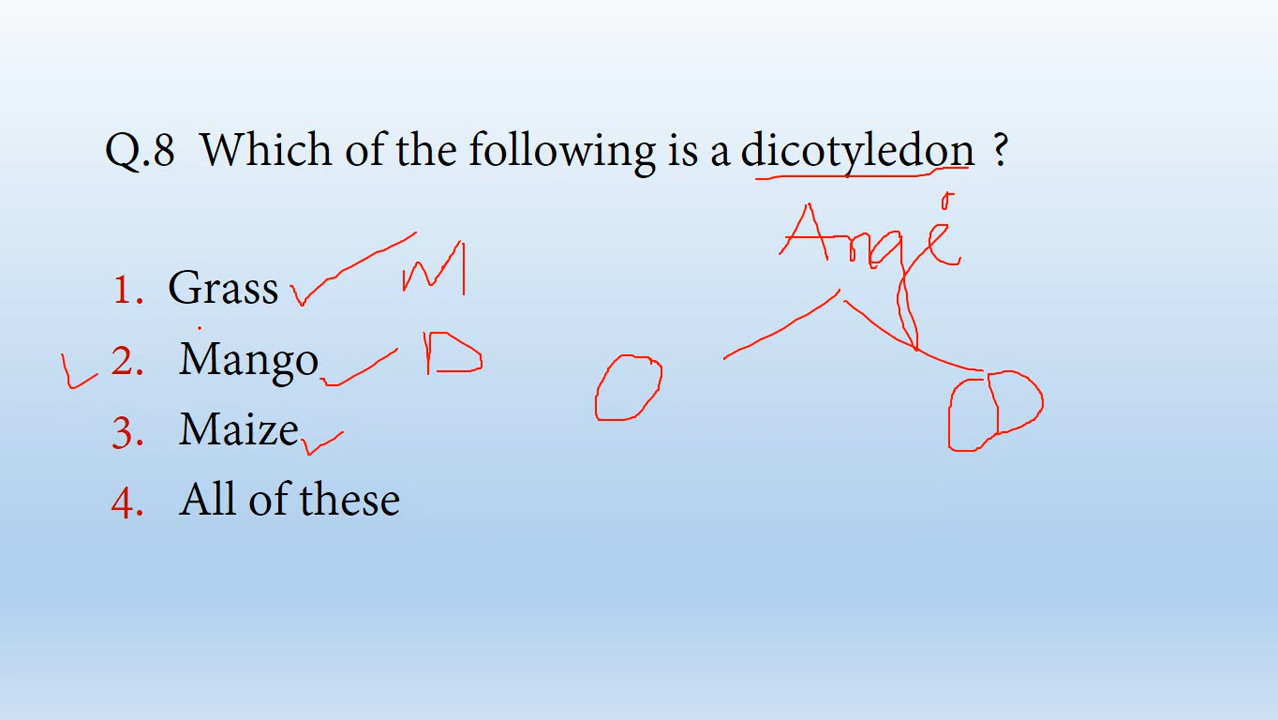 Q.8 Which of the following is a dicotyledon ?
1. Grass M
2. Mango D
3. Maize
4. All of these